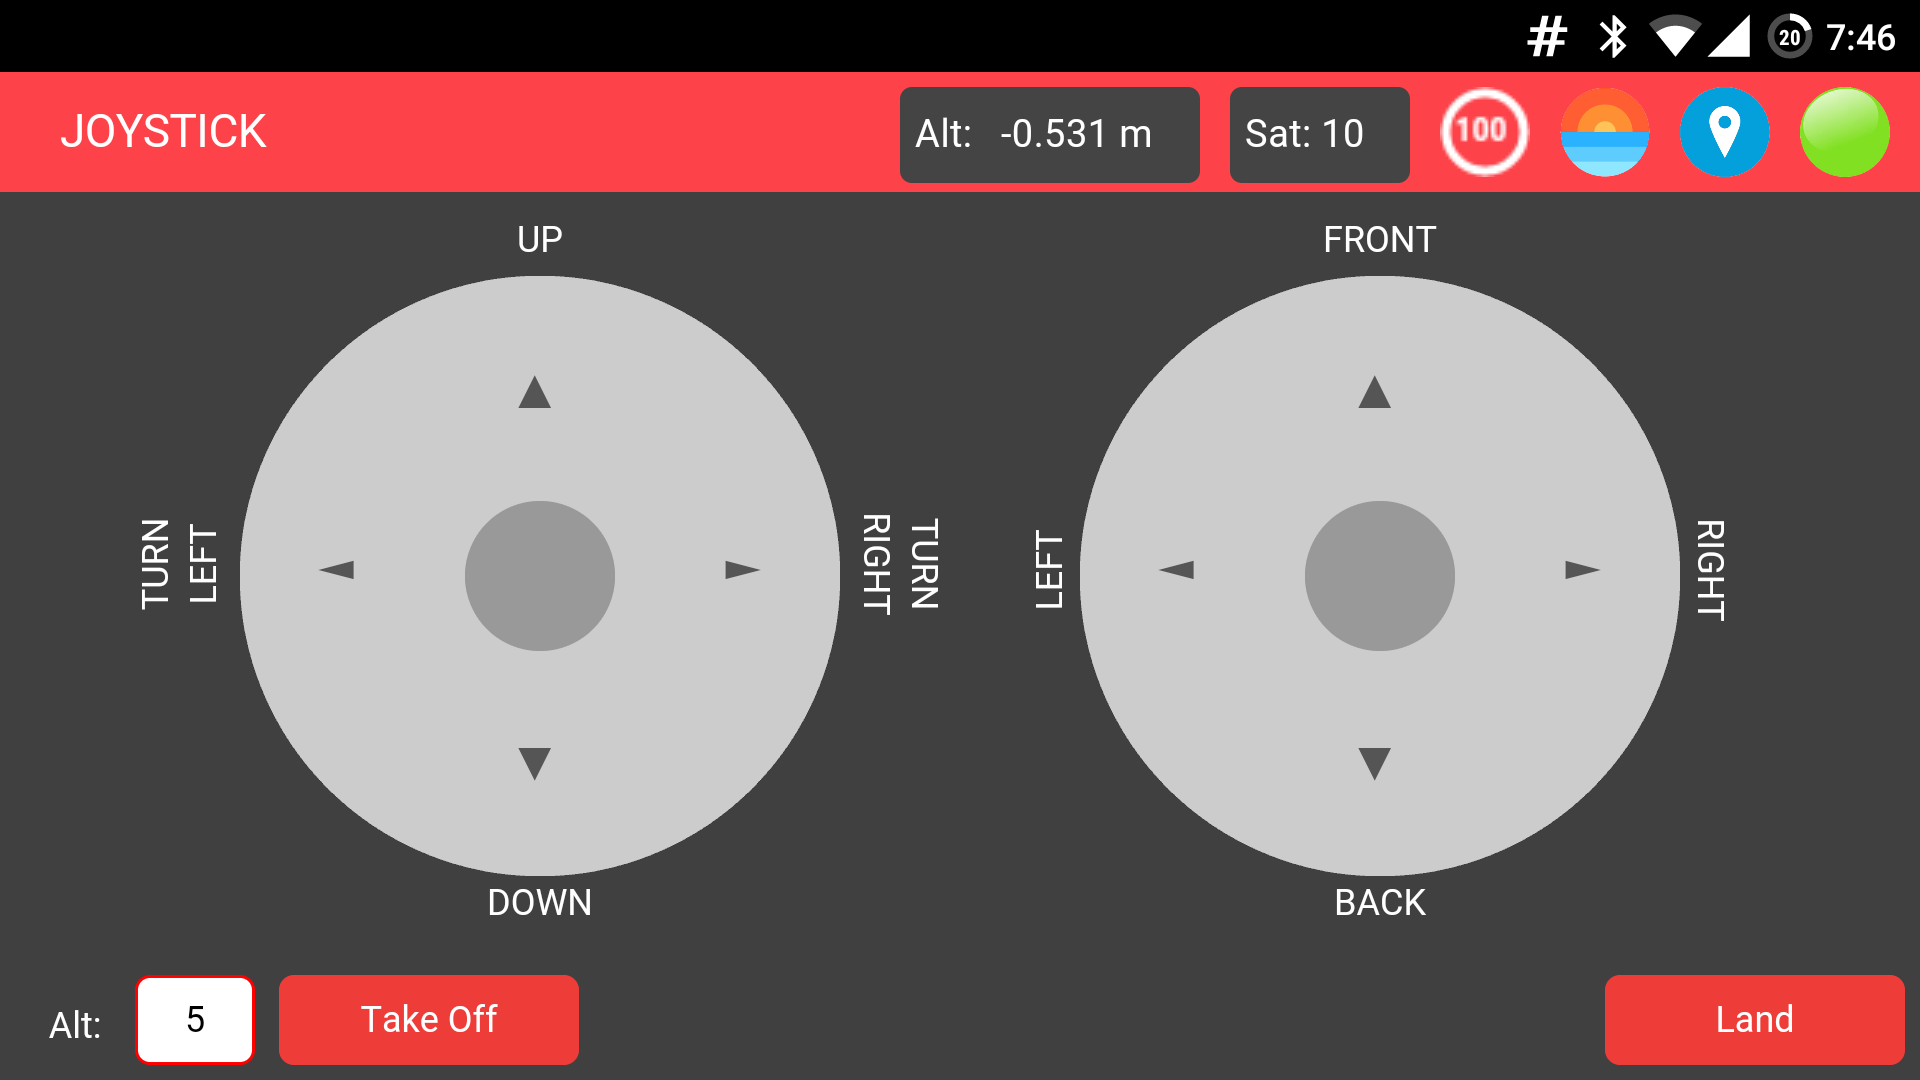 # 20 7:46
JOYSTICK
Alt: -0.531 m
Sat: 10
100
UP
TURN
LEFT
TURN
RIGHT
DOWN
FRONT
LEFT
RIGHT
BACK
Alt: 5
Take Off
Land